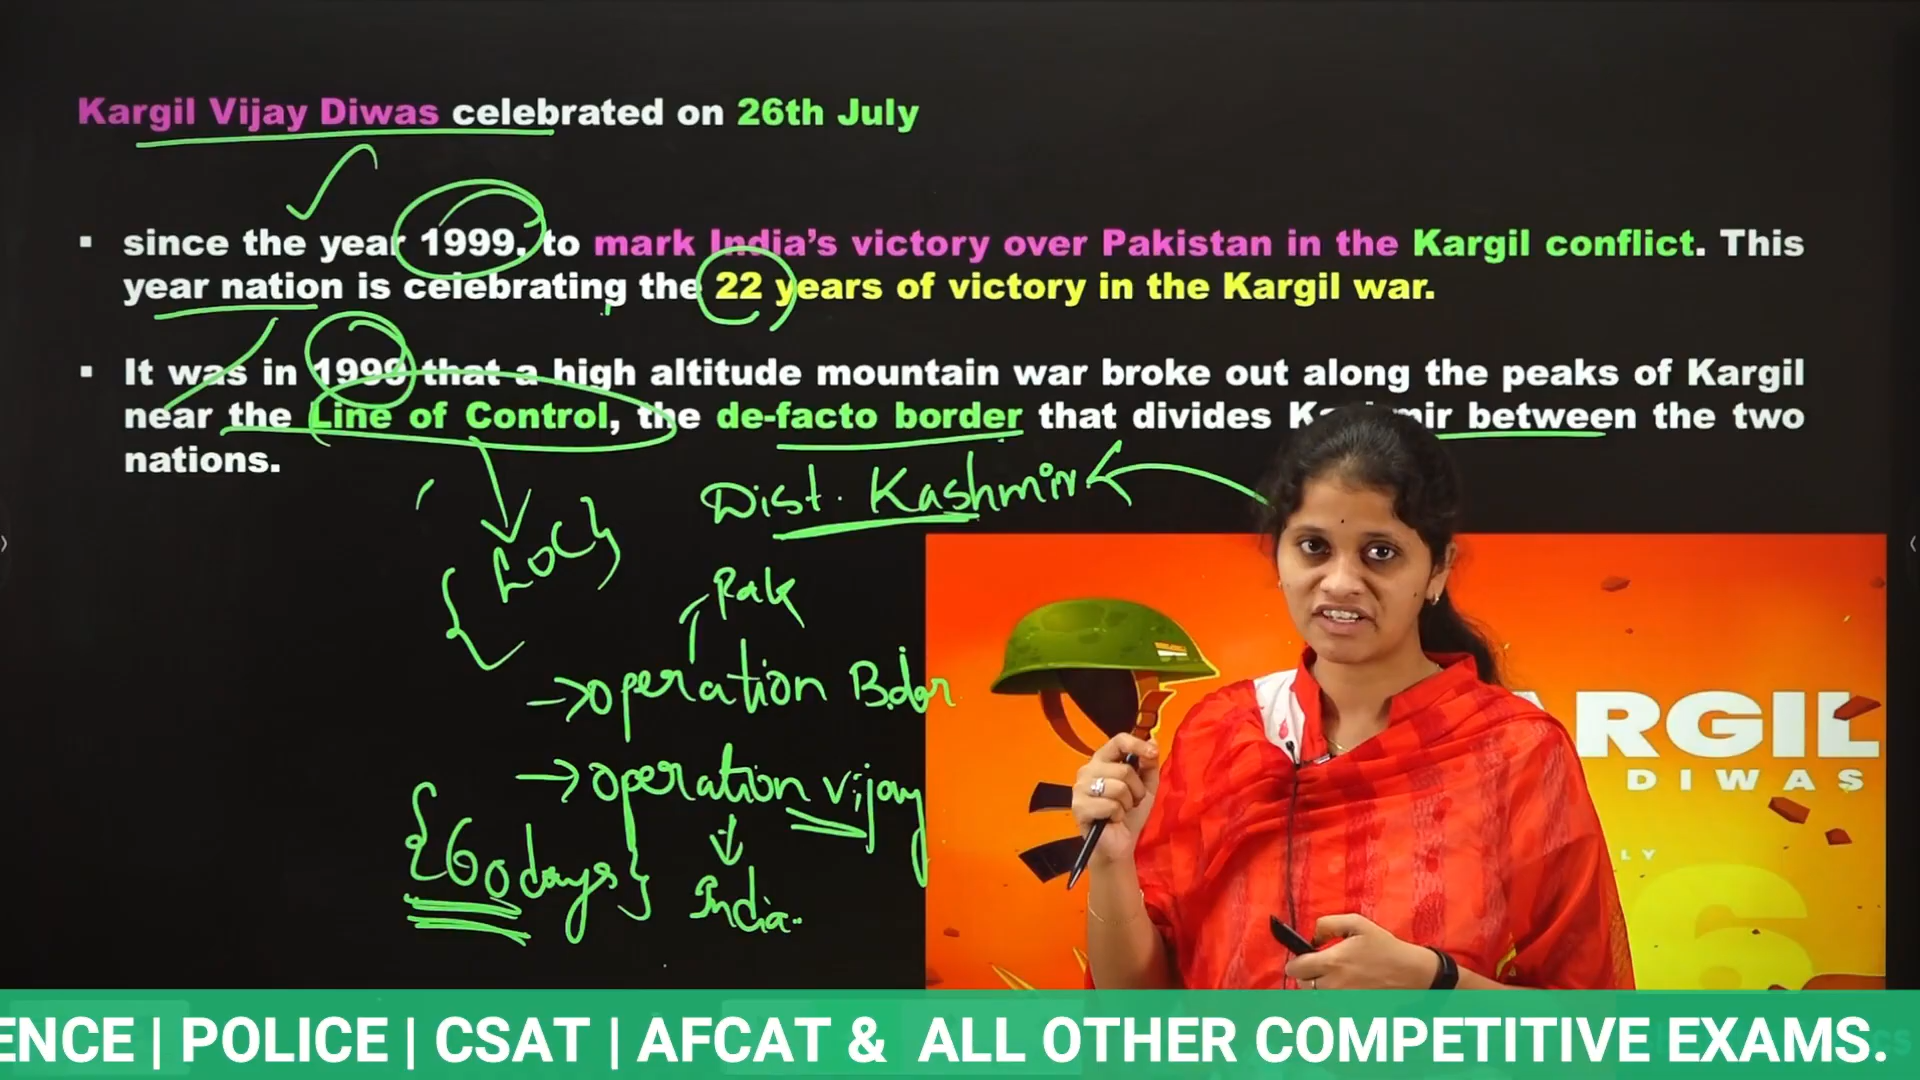 Kargil Vijay Diwas celebrated on 26th July
since the year 1999, to mark India's victory over Pakistan in the Kargil conflict. This
year nation is celebrating the 22 years of victory in the Kargil war.
It was in 1999 that a high altitude mountain war broke out along the peaks of Kargil
near the Line of Control, the de-facto border that divides between the two
nations.
Dist. Kashmir
{LOC}
Pak
→operation Bdar
→operation vijay
{60 days}
India.
ARGIL
DIWAS
LY
6
ENCE | POLICE | CSAT | AFCAT & ALL OTHER COMPETITIVE EXAMS.